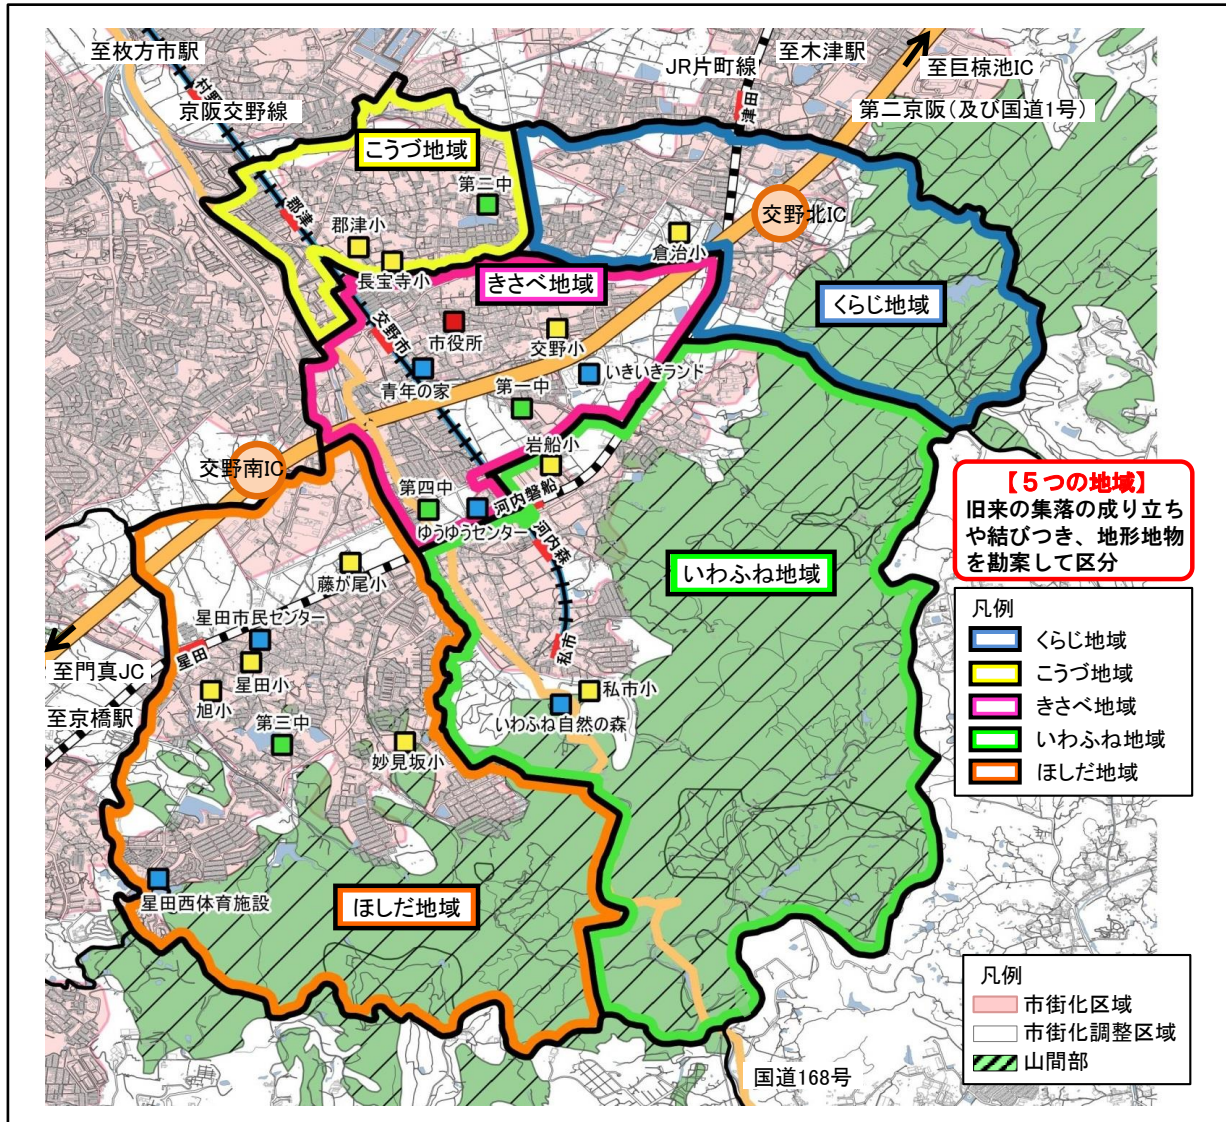 至枚方市駅
京阪交野線
村野
JR片町線
至木津駅
津田
至巨椋池IC
第二京阪（及び国道1号）
こうづ地域
第二中
郡津
郡津小
長宝寺小
きさべ地域
倉治小
交野北IC
くらじ地域
交野市
市役所
交野小
青年の家
いきいきランド
第一中
岩船小
交野南IC
第四中
ゆうゆうセンター
河内磐船
河内森
藤が尾小
いわふね地域
星田市民センター
星田
星田小
私市
至門真JC
旭小
至京橋駅
第三中
妙見坂小
私市小
いわふね自然の森
星田西体育施設
ほしだ地域
国道168号
【５つの地域】
旧来の集落の成り立ち
や結びつき、地形地物
を勘案して区分
凡例
くらじ地域
こうづ地域
きさべ地域
いわふね地域
ほしだ地域
凡例
市街化区域
市街化調整区域
山間部